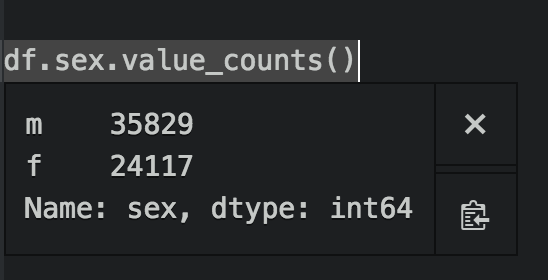 df.sex.value_counts()
m    35829
f    24117
Name: sex, dtype: int64